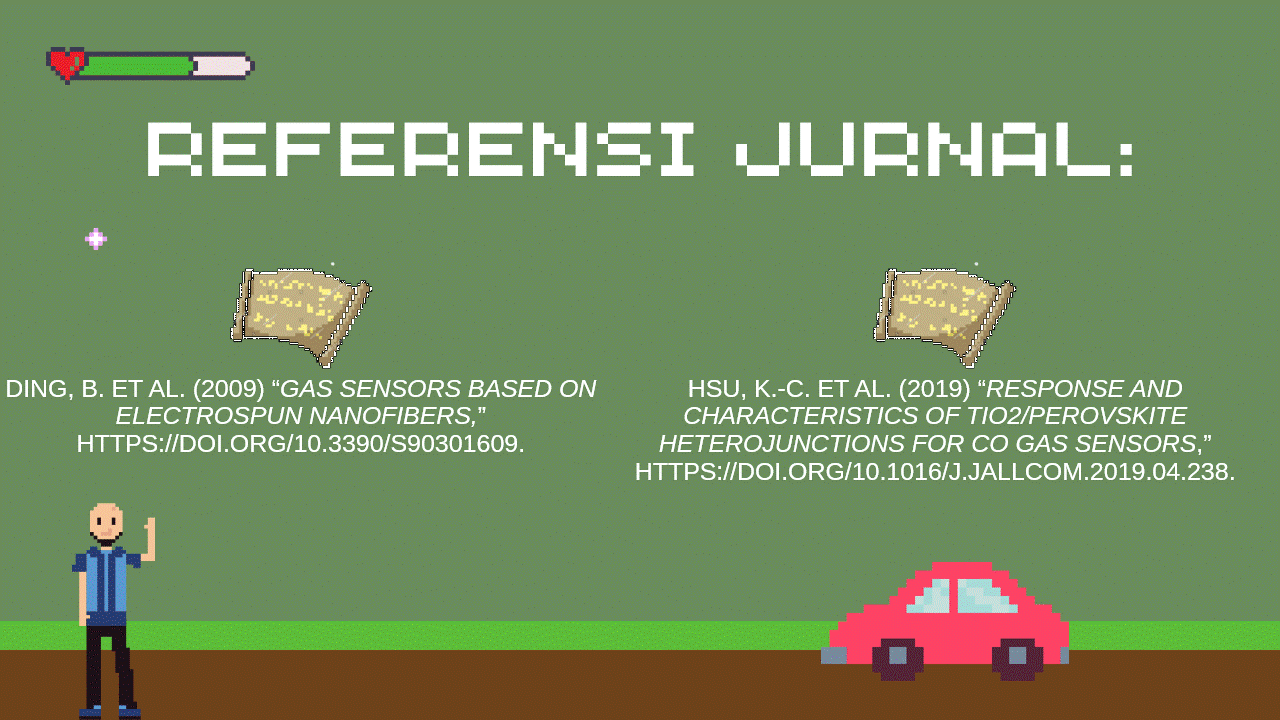 REFERENSI JURNAL:
DING, B. ET AL. (2009) “GAS SENSORS BASED ON
ELECTROSPUN NANOFIBERS,”
HTTPS://DOI.ORG/10.3390/S90301609.
HSU, K.-C. ET AL. (2019) “RESPONSE AND
CHARACTERISTICS OF TIO2/PEROVSKITE
HETEROJUNCTIONS FOR CO GAS SENSORS,”
HTTPS://DOI.ORG/10.1016/J.JALLCOM.2019.04.238.